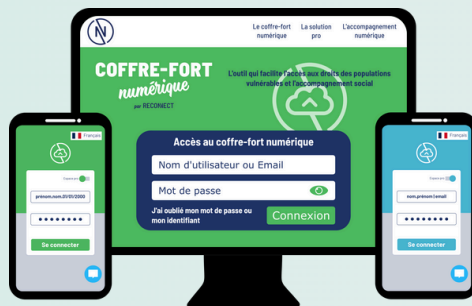 Le coffre-fort numérique
La solution pro
L'accompagnement numérique
COFFRE-FORT
numérique
par RECONNECT
L'outil qui facilite l'accès aux droits des populations
vulnérables et l'accompagnement social
Accès au coffre-fort numérique
Nom d'utilisateur ou Email
Mot de passe
J'ai oublié mon mot de passe ou
mon identifiant
Connexion
Français
prénom.nom.01/01/2000
Se connecter
Français
nom.prénom|email
Se connecter